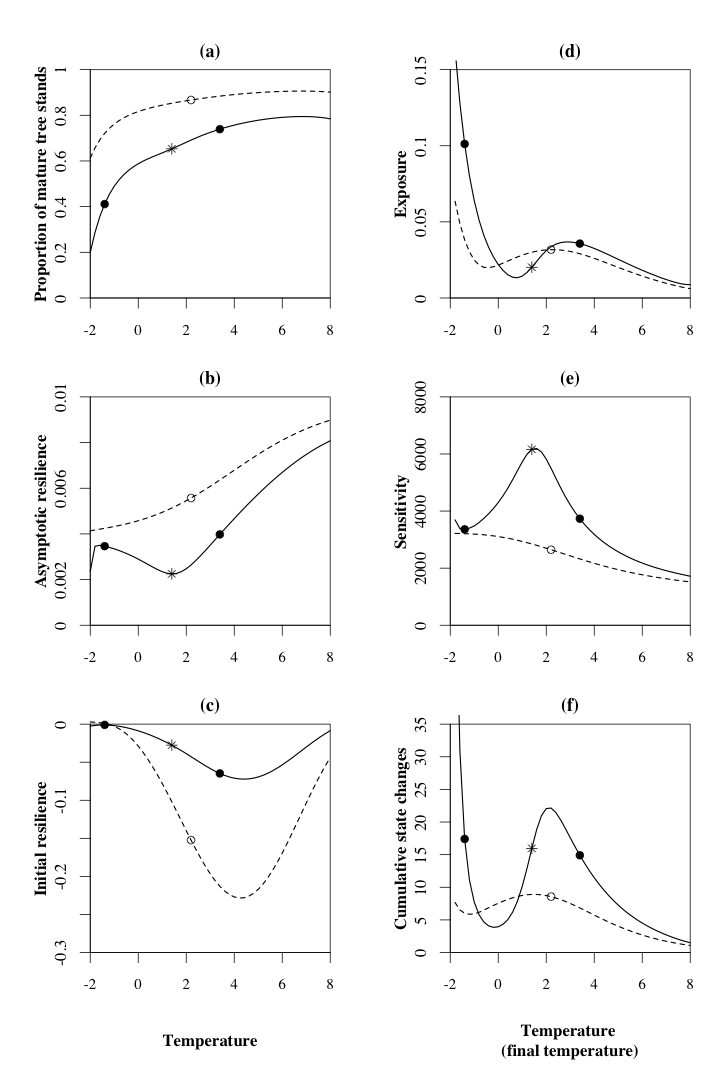 (a)
Proportion of mature tree stands
0 0.2 0.4 0.6 0.8 1
-2 0 2 4 6 8
(b)
Asymptotic resilience
0 0.002 0.006 0.01
-2 0 2 4 6 8
(c)
Initial resilience
-0.3 -0.2 -0.1 0
-2 0 2 4 6 8
Temperature
(d)
Exposure
0 0.05 0.1 0.15
-2 0 2 4 6 8
(e)
Sensitivity
0 2000 4000 6000 8000
-2 0 2 4 6 8
(f)
Cumulative state changes
0 5 10 15 20 25 30 35
-2 0 2 4 6 8
Temperature
(final temperature)